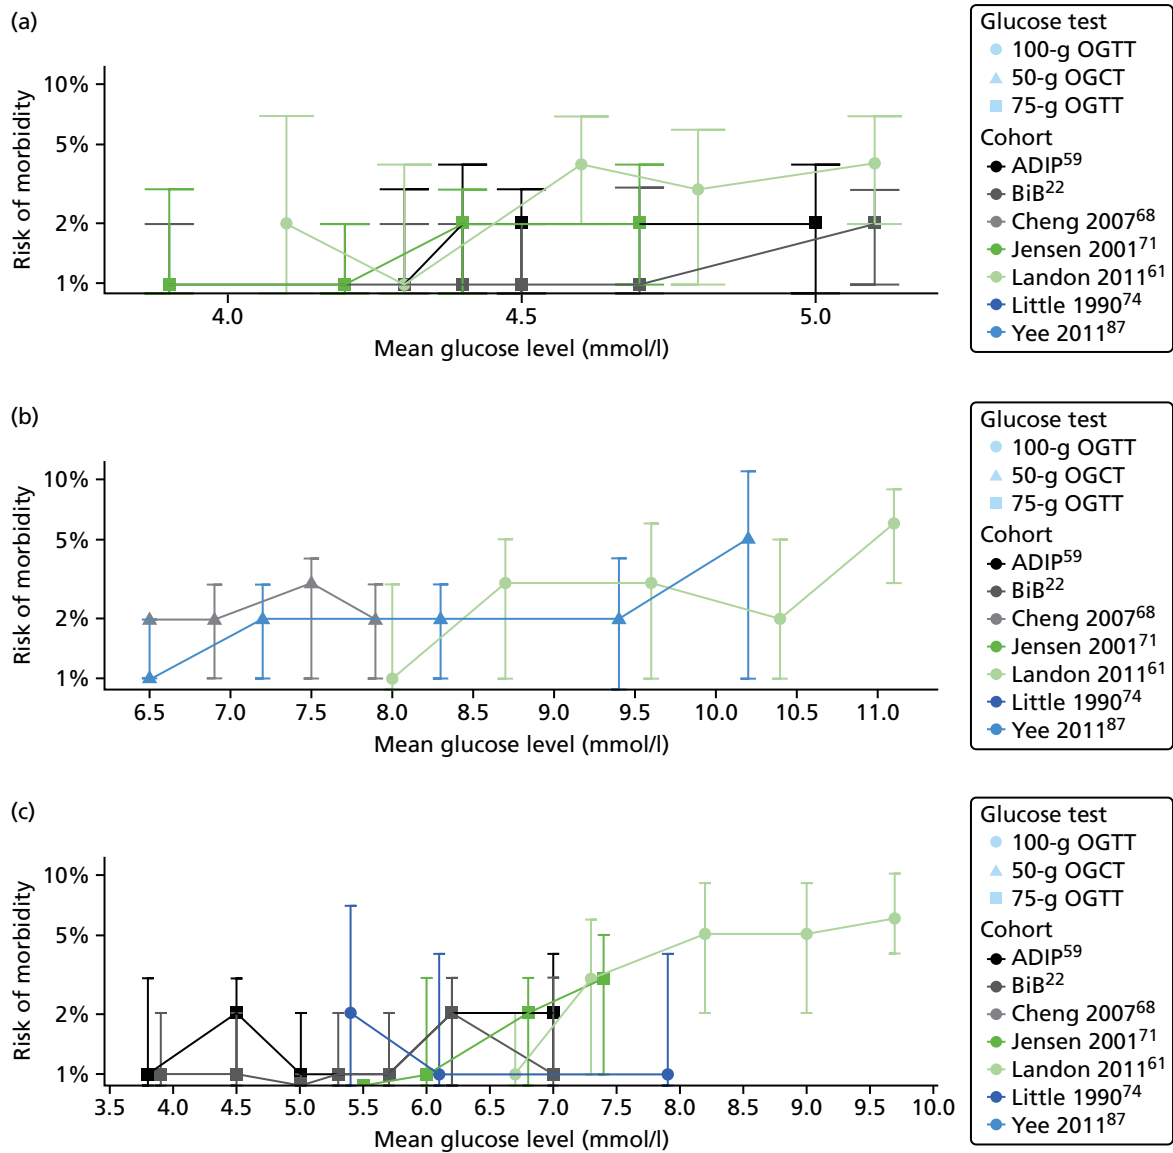 (a)
Risk of morbidity
10%
5%
2%
1%
4.0 4.5 5.0
Mean glucose level (mmol/l)
Glucose test
100-g OGTT
50-g OGCT
75-g OGTT
Cohort
ADIP59
BiB22
Cheng 200768
Jensen 200171
Landon 201161
Little 199074
Yee 201187
(b)
Risk of morbidity
10%
5%
2%
1%
6.5 7.0 7.5 8.0 8.5 9.0 9.5 10.0 10.5 11.0
Mean glucose level (mmol/l)
Glucose test
100-g OGTT
50-g OGCT
75-g OGTT
Cohort
ADIP59
BiB22
Cheng 200768
Jensen 200171
Landon 201161
Little 199074
Yee 201187
(c)
Risk of morbidity
10%
5%
2%
1%
3.5 4.0 4.5 5.0 5.5 6.0 6.5 7.0 7.5 8.0 8.5 9.0 9.5 10.0
Mean glucose level (mmol/l)
Glucose test
100-g OGTT
50-g OGCT
75-g OGTT
Cohort
ADIP59
BiB22
Cheng 200768
Jensen 200171
Landon 201161
Little 199074
Yee 201187